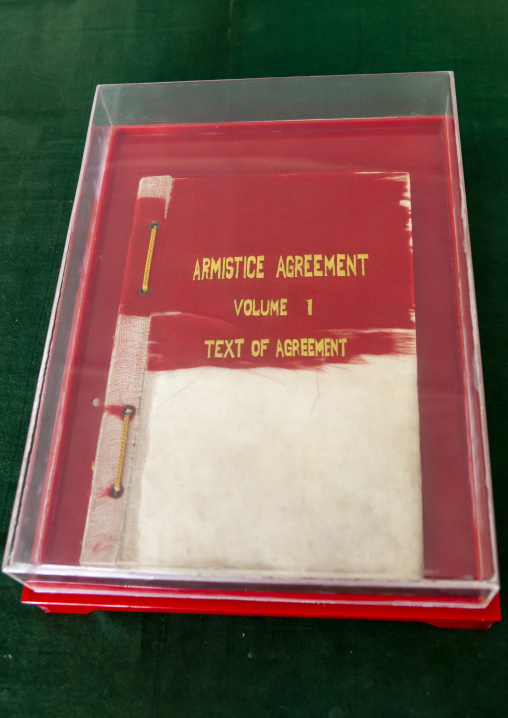 ARMISTICE AGREEMENT
VOLUME 1
TEXT OF AGREEMENT